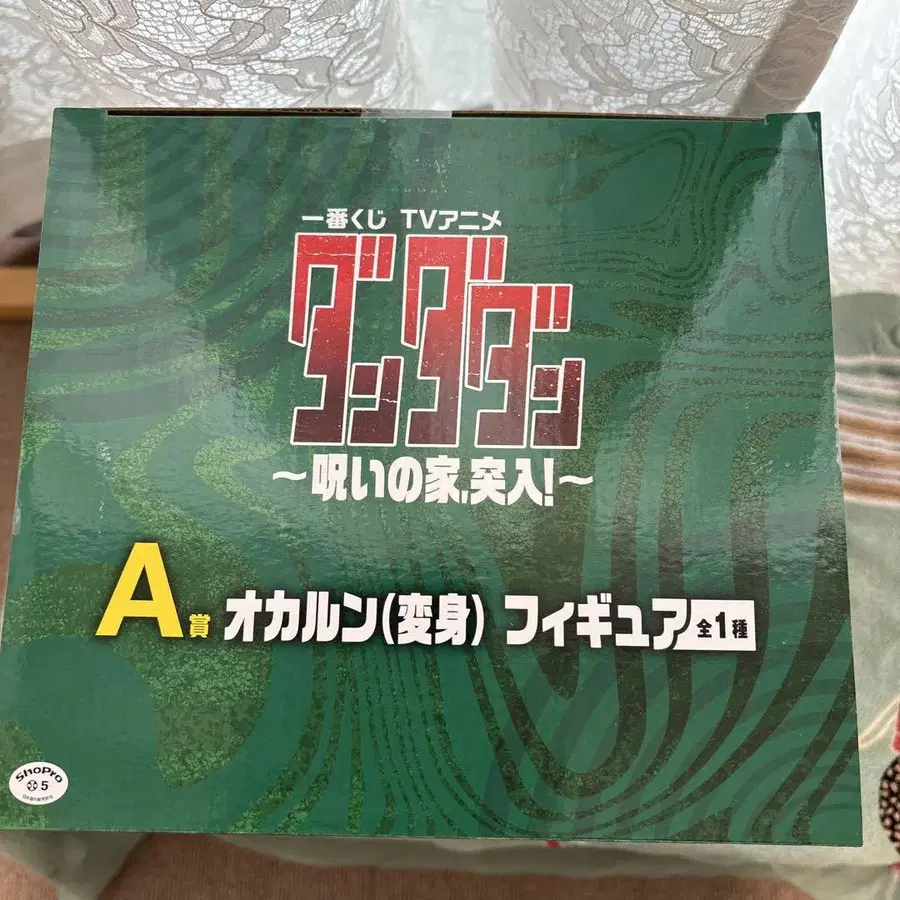 一番くじ TVアニメ
ダンダダン
～呪いの家、突入!～
A賞 オカルン(変身) フィギュア 全1種
ShoPro
5